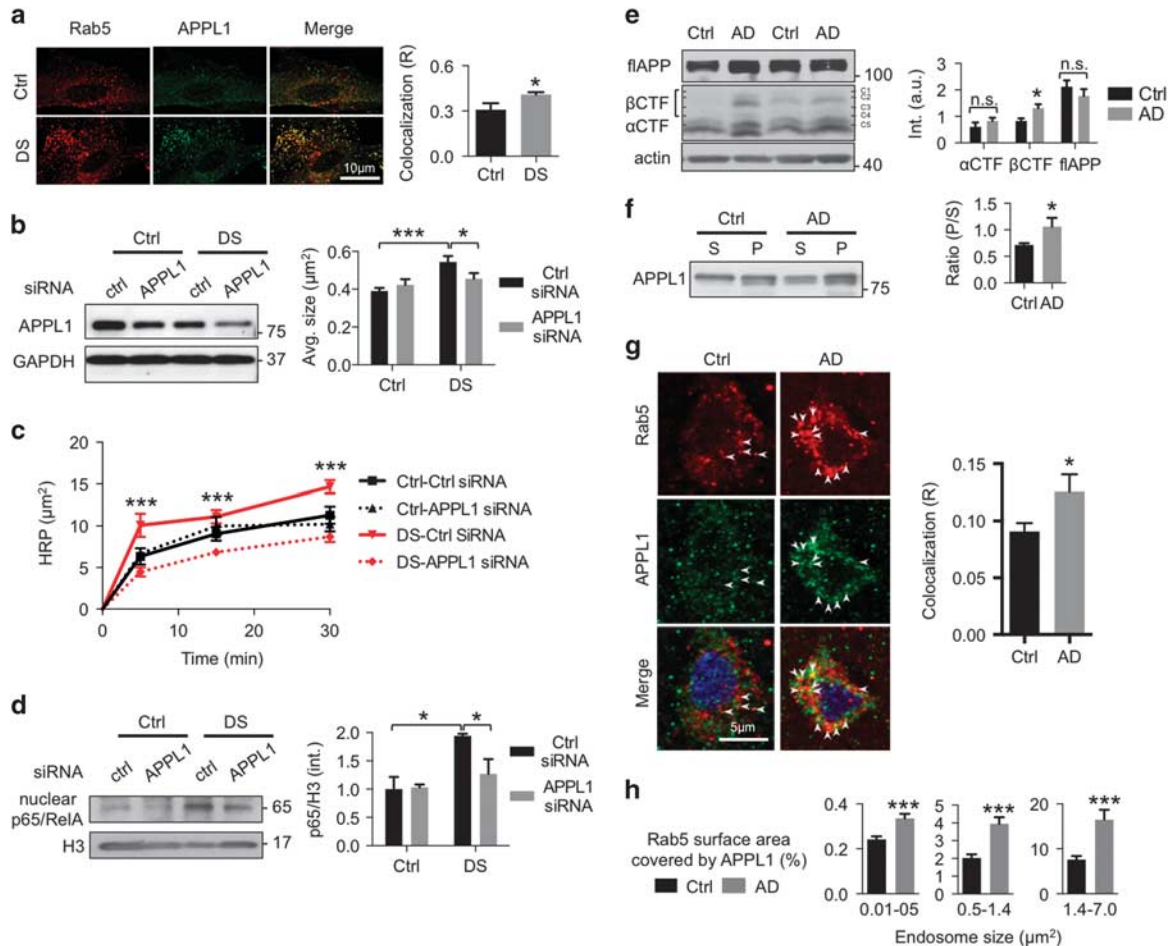 a
Rab5 APPL1 Merge
Ctrl
DS
10µm
Colocalization (R)
0.6
0.3
0.0
*
Ctrl DS
b
Ctrl DS
siRNA ctrl APPL1 ctrl APPL1
APPL1
75
GAPDH
37
Avg. size (µm²)
0.6
0.4
0.2
0.0
*** *
Ctrl DS
Ctrl
siRNA
APPL1
siRNA
c
HRP (µm²)
20
15
10
5
0
*** *** ***
0 10 20 30
Time (min)
Ctrl-Ctrl siRNA
Ctrl-APPL1 siRNA
DS-Ctrl SiRNA
DS-APPL1 siRNA
d
Ctrl DS
siRNA ctrl APPL1 ctrl APPL1
nuclear
p65/RelA
65
H3
17
p65/H3 (int.)
2.0
1.5
1.0
0.5
0.0
* *
Ctrl DS
Ctrl
siRNA
APPL1
siRNA
e
Ctrl AD Ctrl AD
flAPP
100
βCTF
C1
C2
C3
C4
αCTF
C5
actin
40
Int. (a.u.)
3
2
1
0
n.s. * n.s.
αCTF βCTF flAPP
Ctrl
AD
f
Ctrl AD
S P S P
APPL1
75
Ratio (P/S)
1.5
1.0
0.5
0.0
*
Ctrl AD
g
Ctrl AD
Rab5
APPL1
Merge
5µm
Colocalization (R)
0.15
0.10
0.05
0.00
*
Ctrl AD
h
Rab5 surface area
covered by APPL1 (%)
Ctrl AD
0.4
0.2
0.0
***
0.01-05
5
4
3
2
1
0
***
0.5-1.4
20
10
0
***
1.4-7.0
Endosome size (µm²)